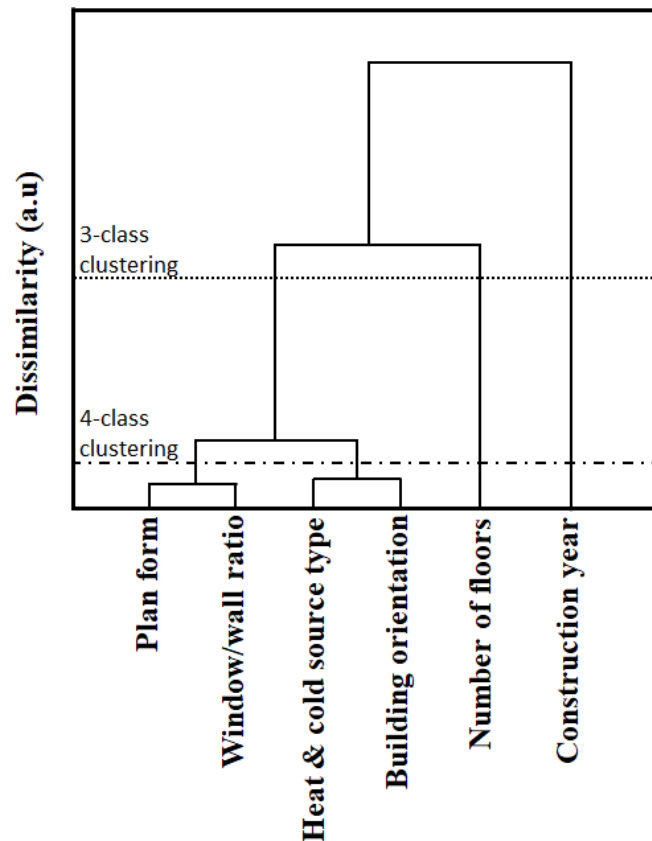 Dissimilarity (a.u)
3-class
clustering
4-class
clustering
Plan form
Window/wall ratio
Heat & cold source type
Building orientation
Number of floors
Construction year